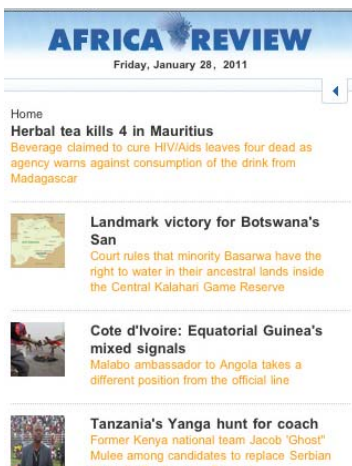 AFRICA REVIEW
Friday, January 28, 2011
Home
Herbal tea kills 4 in Mauritius
Beverage claimed to cure HIV/Aids leaves four dead as
agency warns against consumption of the drink from
Madagascar
Landmark victory for Botswana's
San
Court rules that minority Basarwa have the
right to water in their ancestral lands inside
the Central Kalahari Game Reserve
Cote d'Ivoire: Equatorial Guinea's
mixed signals
Malabo ambassador to Angola takes a
different position from the official line
Tanzania's Yanga hunt for coach
Former Kenya national team Jacob 'Ghost"
Mulee among candidates to replace Serbian